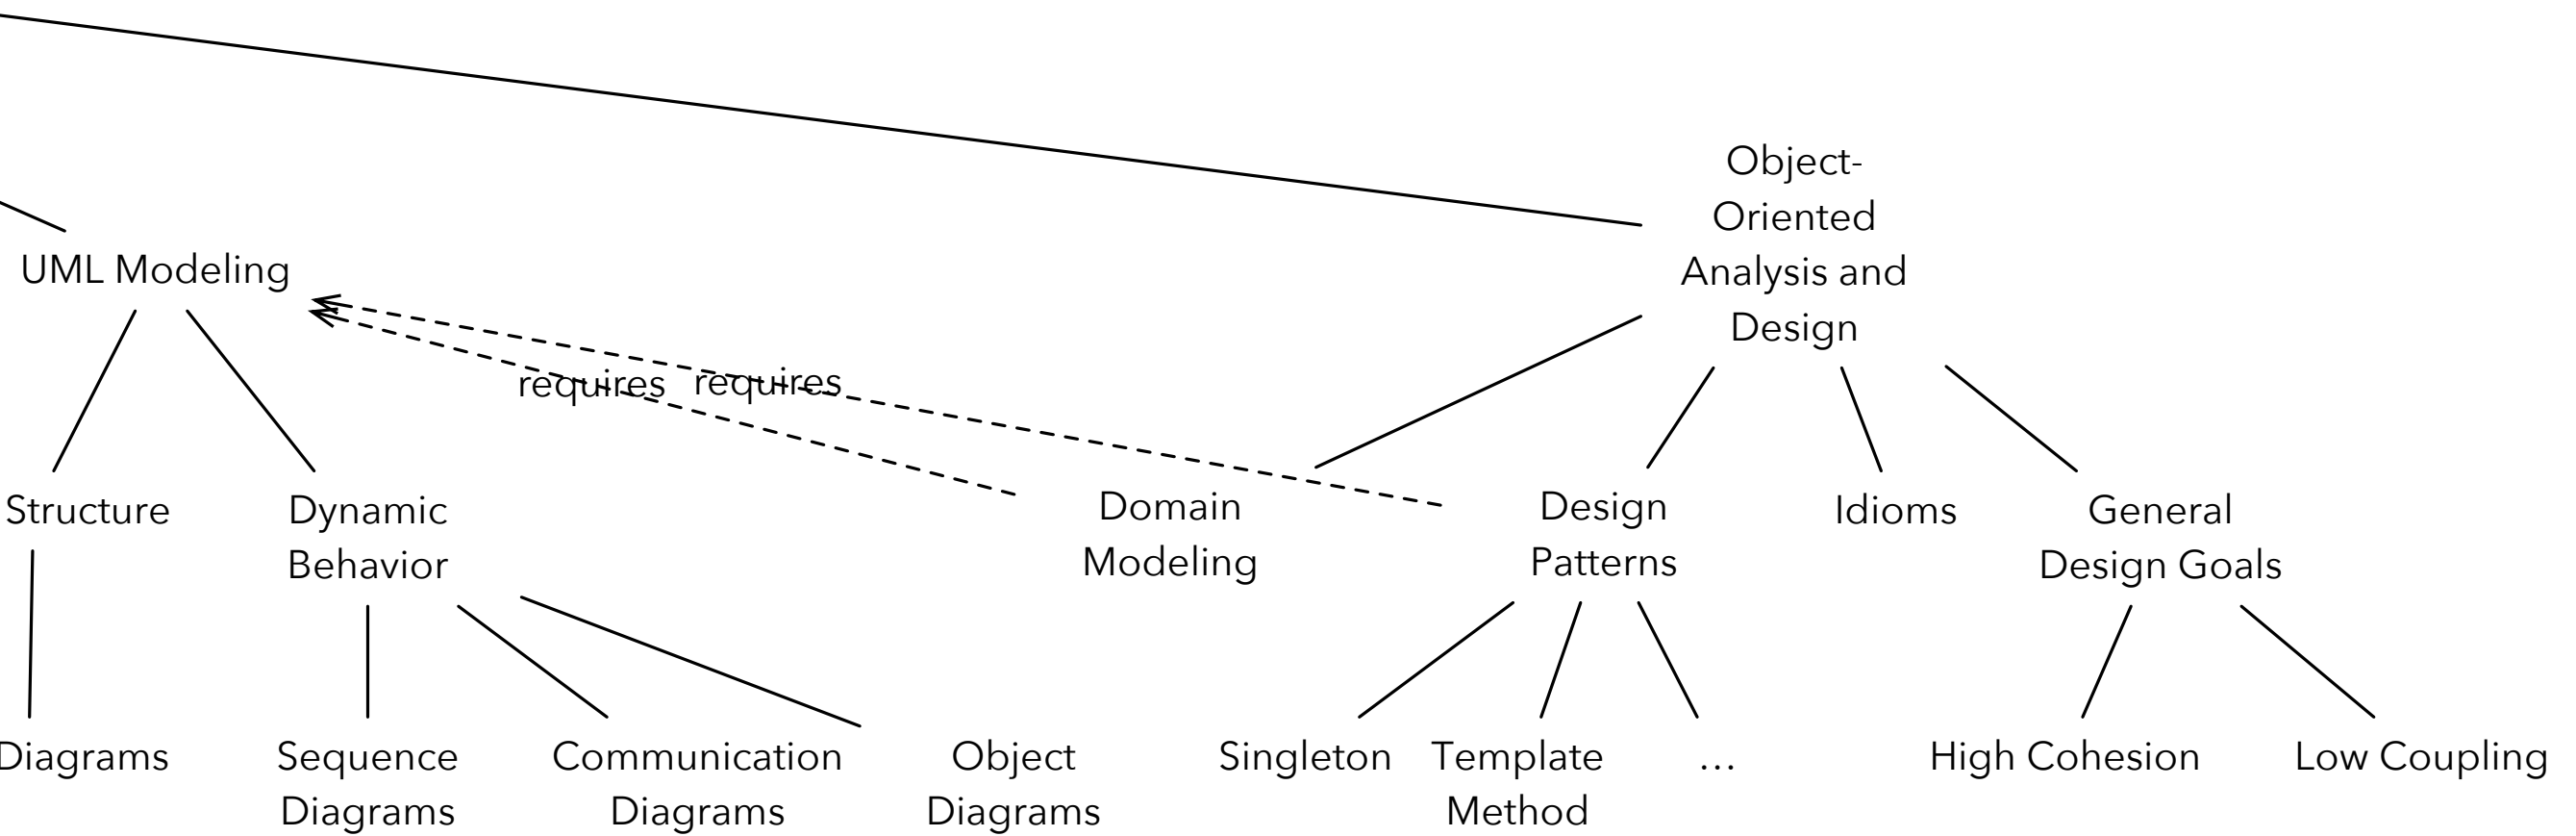 Object-
Oriented
Analysis and
Design
UML Modeling
requires
requires
Structure
Dynamic
Behavior
Domain
Modeling
Design
Patterns
Idioms
General
Design Goals
Diagrams
Sequence
Diagrams
Communication
Diagrams
Object
Diagrams
Singleton
Template
Method
...
High Cohesion
Low Coupling